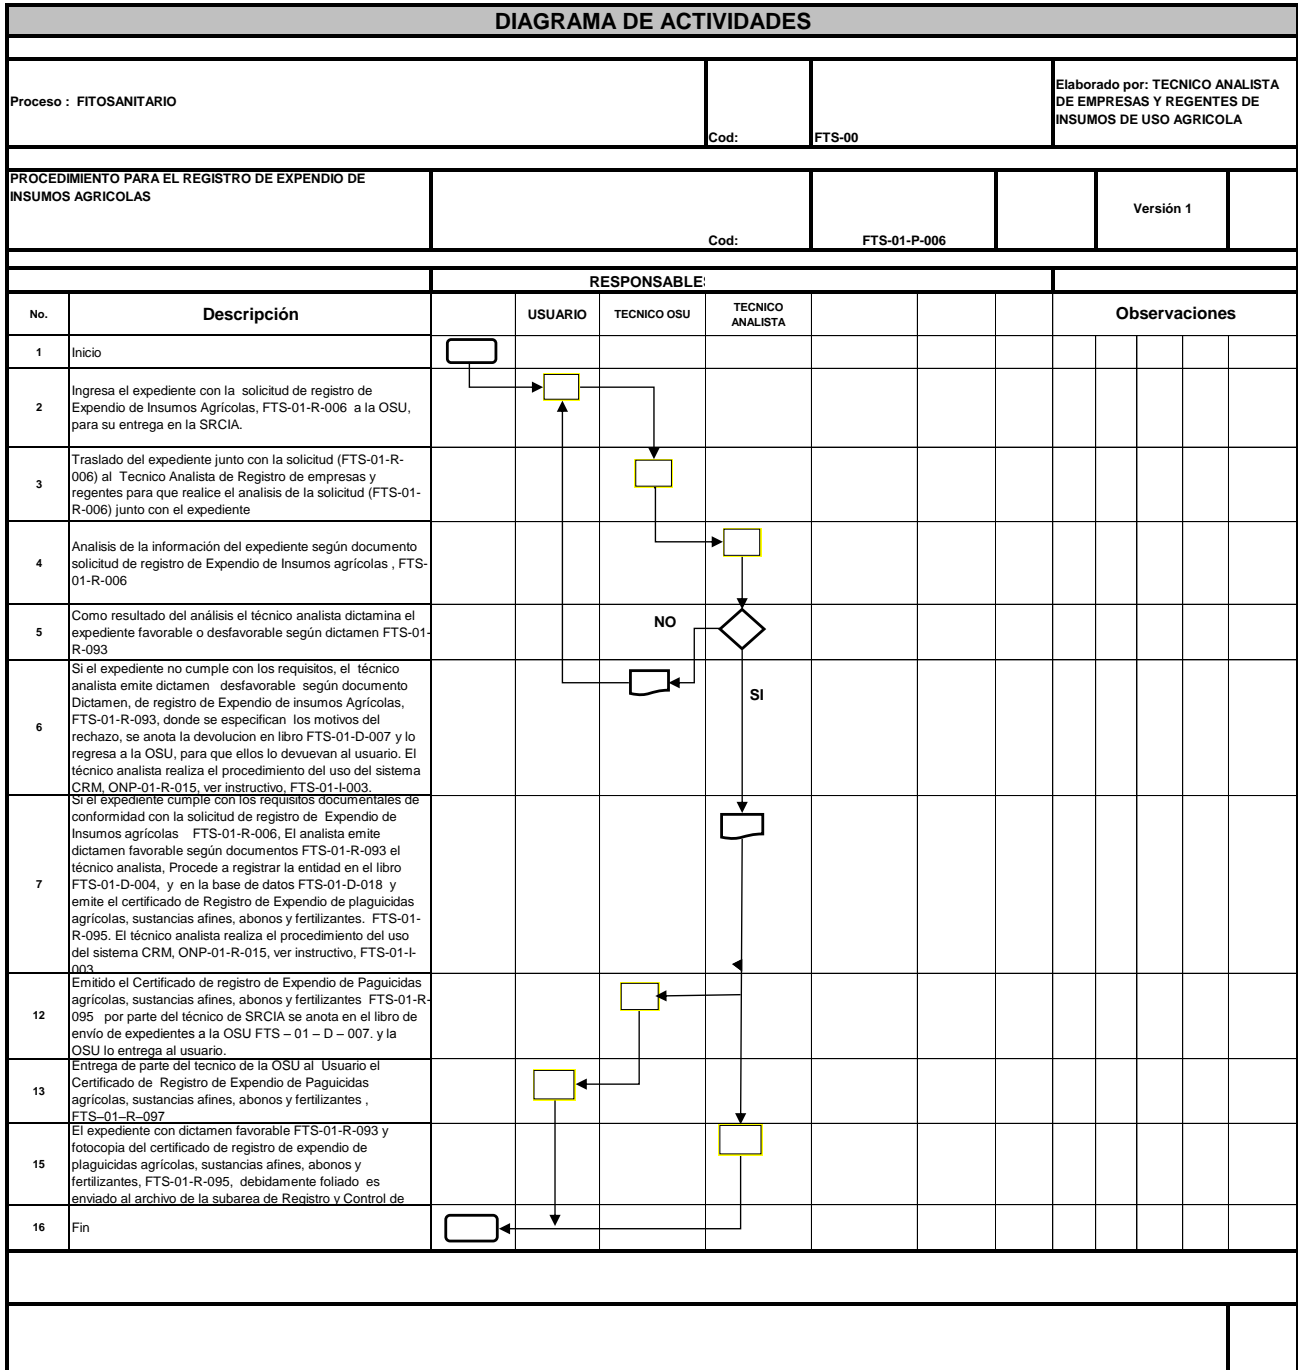 DIAGRAMA DE ACTIVIDADES
Proceso : FITOSANITARIO
Cod:
FTS-00
Elaborado por: TECNICO ANALISTA
DE EMPRESAS Y REGENTES DE
INSUMOS DE USO AGRICOLA
PROCEDIMIENTO PARA EL REGISTRO DE EXPENDIO DE
INSUMOS AGRICOLAS
Cod:
FTS-01-P-006
Versión 1
RESPONSABLES
No.
Descripción
USUARIO
TECNICO OSU
TECNICO
ANALISTA
Observaciones
1
Inicio
2
Ingresa el expediente con la solicitud de registro de
Expendio de Insumos Agrícolas, FTS-01-R-006 a la OSU,
para su entrega en la SRCIA.
3
Traslado del expediente junto con la solicitud (FTS-01-R-
006) al Tecnico Analista de Registro de empresas y
regentes para que realice el analisis de la solicitud (FTS-01-
R-006) junto con el expediente
4
Analisis de la información del expediente según documento
solicitud de registro de Expendio de Insumos agrícolas , FTS-
01-R-006
5
Como resultado del análisis el técnico analista dictamina el
expediente favorable o desfavorable según dictamen FTS-01-
R-093
NO
6
Si el expediente no cumple con los requisitos, el técnico
analista emite dictamen desfavorable según documento
Dictamen, de registro de Expendio de insumos Agrícolas,
FTS-01-R-093, donde se especifican los motivos del
rechazo, se anota la devolucion en libro FTS-01-D-007 y lo
regresa a la OSU, para que ellos lo devuevan al usuario. El
técnico analista realiza el procedimiento del uso del sistema
CRM, ONP-01-R-015, ver instructivo, FTS-01-I-003.
SI
7
Si el expediente cumple con los requisitos documentales de
conformidad con la solicitud de registro de Expendio de
Insumos agrícolas FTS-01-R-006, El analista emite
dictamen favorable según documentos FTS-01-R-093 el
técnico analista, Procede a registrar la entidad en el libro
FTS-01-D-004, y en la base de datos FTS-01-D-018 y
emite el certificado de Registro de Expendio de plaguicidas
agrícolas, sustancias afines, abonos y fertilizantes. FTS-01-
R-095. El técnico analista realiza el procedimiento del uso
del sistema CRM, ONP-01-R-015, ver instructivo, FTS-01-I-
003
12
Emitido el Certificado de registro de Expendio de Paguicidas
agrícolas, sustancias afines, abonos y fertilizantes FTS-01-R-
095 por parte del técnico de SRCIA se anota en el libro de
envío de expedientes a la OSU FTS – 01 – D – 007. y la
OSU lo entrega al usuario.
13
Entrega de parte del tecnico de la OSU al Usuario el
Certificado de Registro de Expendio de Paguicidas
agrícolas, sustancias afines, abonos y fertilizantes ,
FTS–01–R–097
15
El expediente con dictamen favorable FTS-01-R-093 y
fotocopia del certificado de registro de expendio de
plaguicidas agrícolas, sustancias afines, abonos y
fertilizantes, FTS-01-R-095, debidamente foliado es
enviado al archivo de la subarea de Registro y Control de
16
Fin